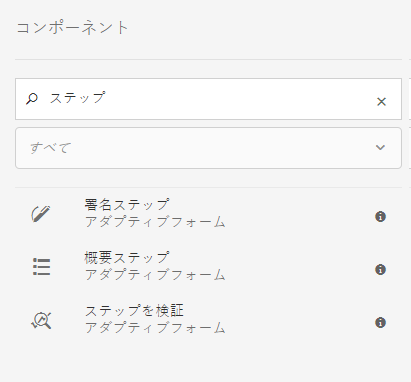 コンポーネント
ステップ
すべて
署名ステップ
アダプティブフォーム
概要ステップ
アダプティブフォーム
ステップを検証
アダプティブフォーム